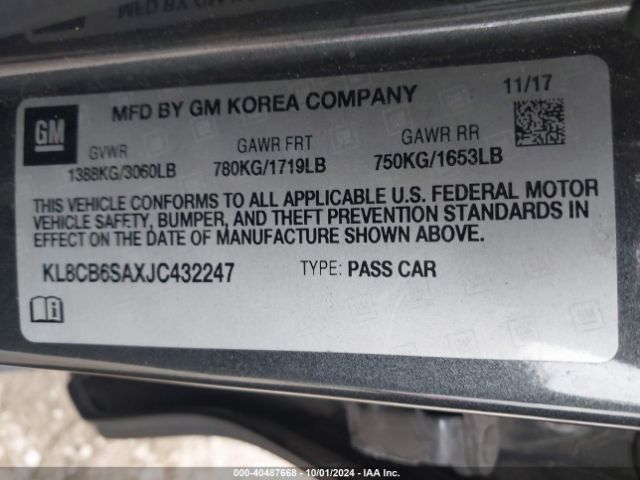 MFD BY GM KOREA COMPANY
11/17
GM
GVWR
GAWR FRT
GAWR RR
1388KG/3060LB
780KG/1719LB
750KG/1653LB
THIS VEHICLE CONFORMS TO ALL APPLICABLE U.S. FEDERAL MOTOR
VEHICLE SAFETY, BUMPER, AND THEFT PREVENTION STANDARDS IN
EFFECT ON THE DATE OF MANUFACTURE SHOWN ABOVE.
KL8CB6SAXJC432247
TYPE: PASS CAR
000-40487668 - 10/01/2024 - IAA Inc.